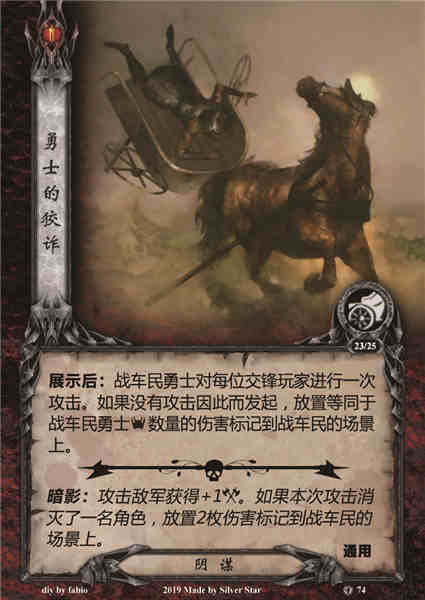 勇士的狡诈
23/25
展示后：战车民勇士对每位交锋玩家进行一次
攻击。如果没有攻击因此而发起，放置等同于
战车民勇士数量的伤害标记到战车民的场景
上。
暗影：攻击敌军获得+1。如果本次攻击消
灭了一名角色，放置2枚伤害标记到战车民的
场景上。
通用
阴谋
diy by fabio
2019 Made by Silver Star
74